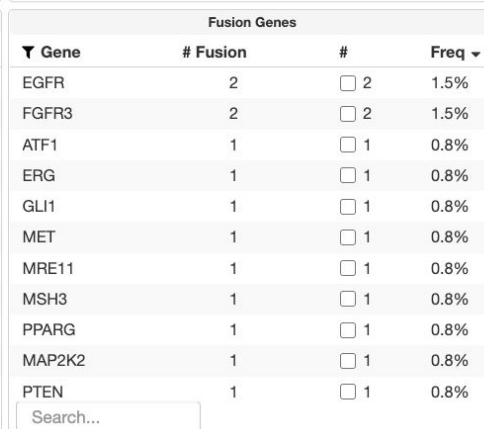 Fusion Genes
Gene # Fusion # Freq
EGFR 2 2 1.5%
FGFR3 2 2 1.5%
ATF1 1 1 0.8%
ERG 1 1 0.8%
GLI1 1 1 0.8%
MET 1 1 0.8%
MRE11 1 1 0.8%
MSH3 1 1 0.8%
PPARG 1 1 0.8%
MAP2K2 1 1 0.8%
PTEN 1 1 0.8%
Search...